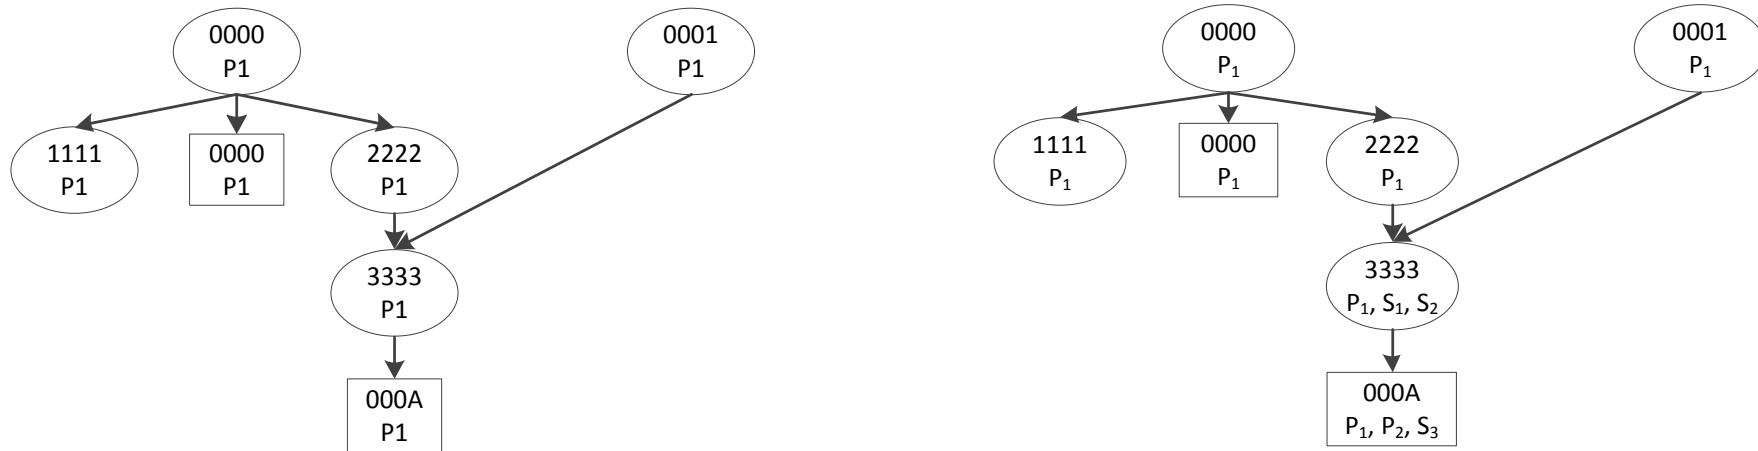 0000
P1
0001
P1
1111
P1
0000
P1
2222
P1
3333
P1
000A
P1
0000
P₁
0001
P₁
1111
P₁
0000
P₁
2222
P₁
3333
P₁, S₁, S₂
000A
P₁, P₂, S₃